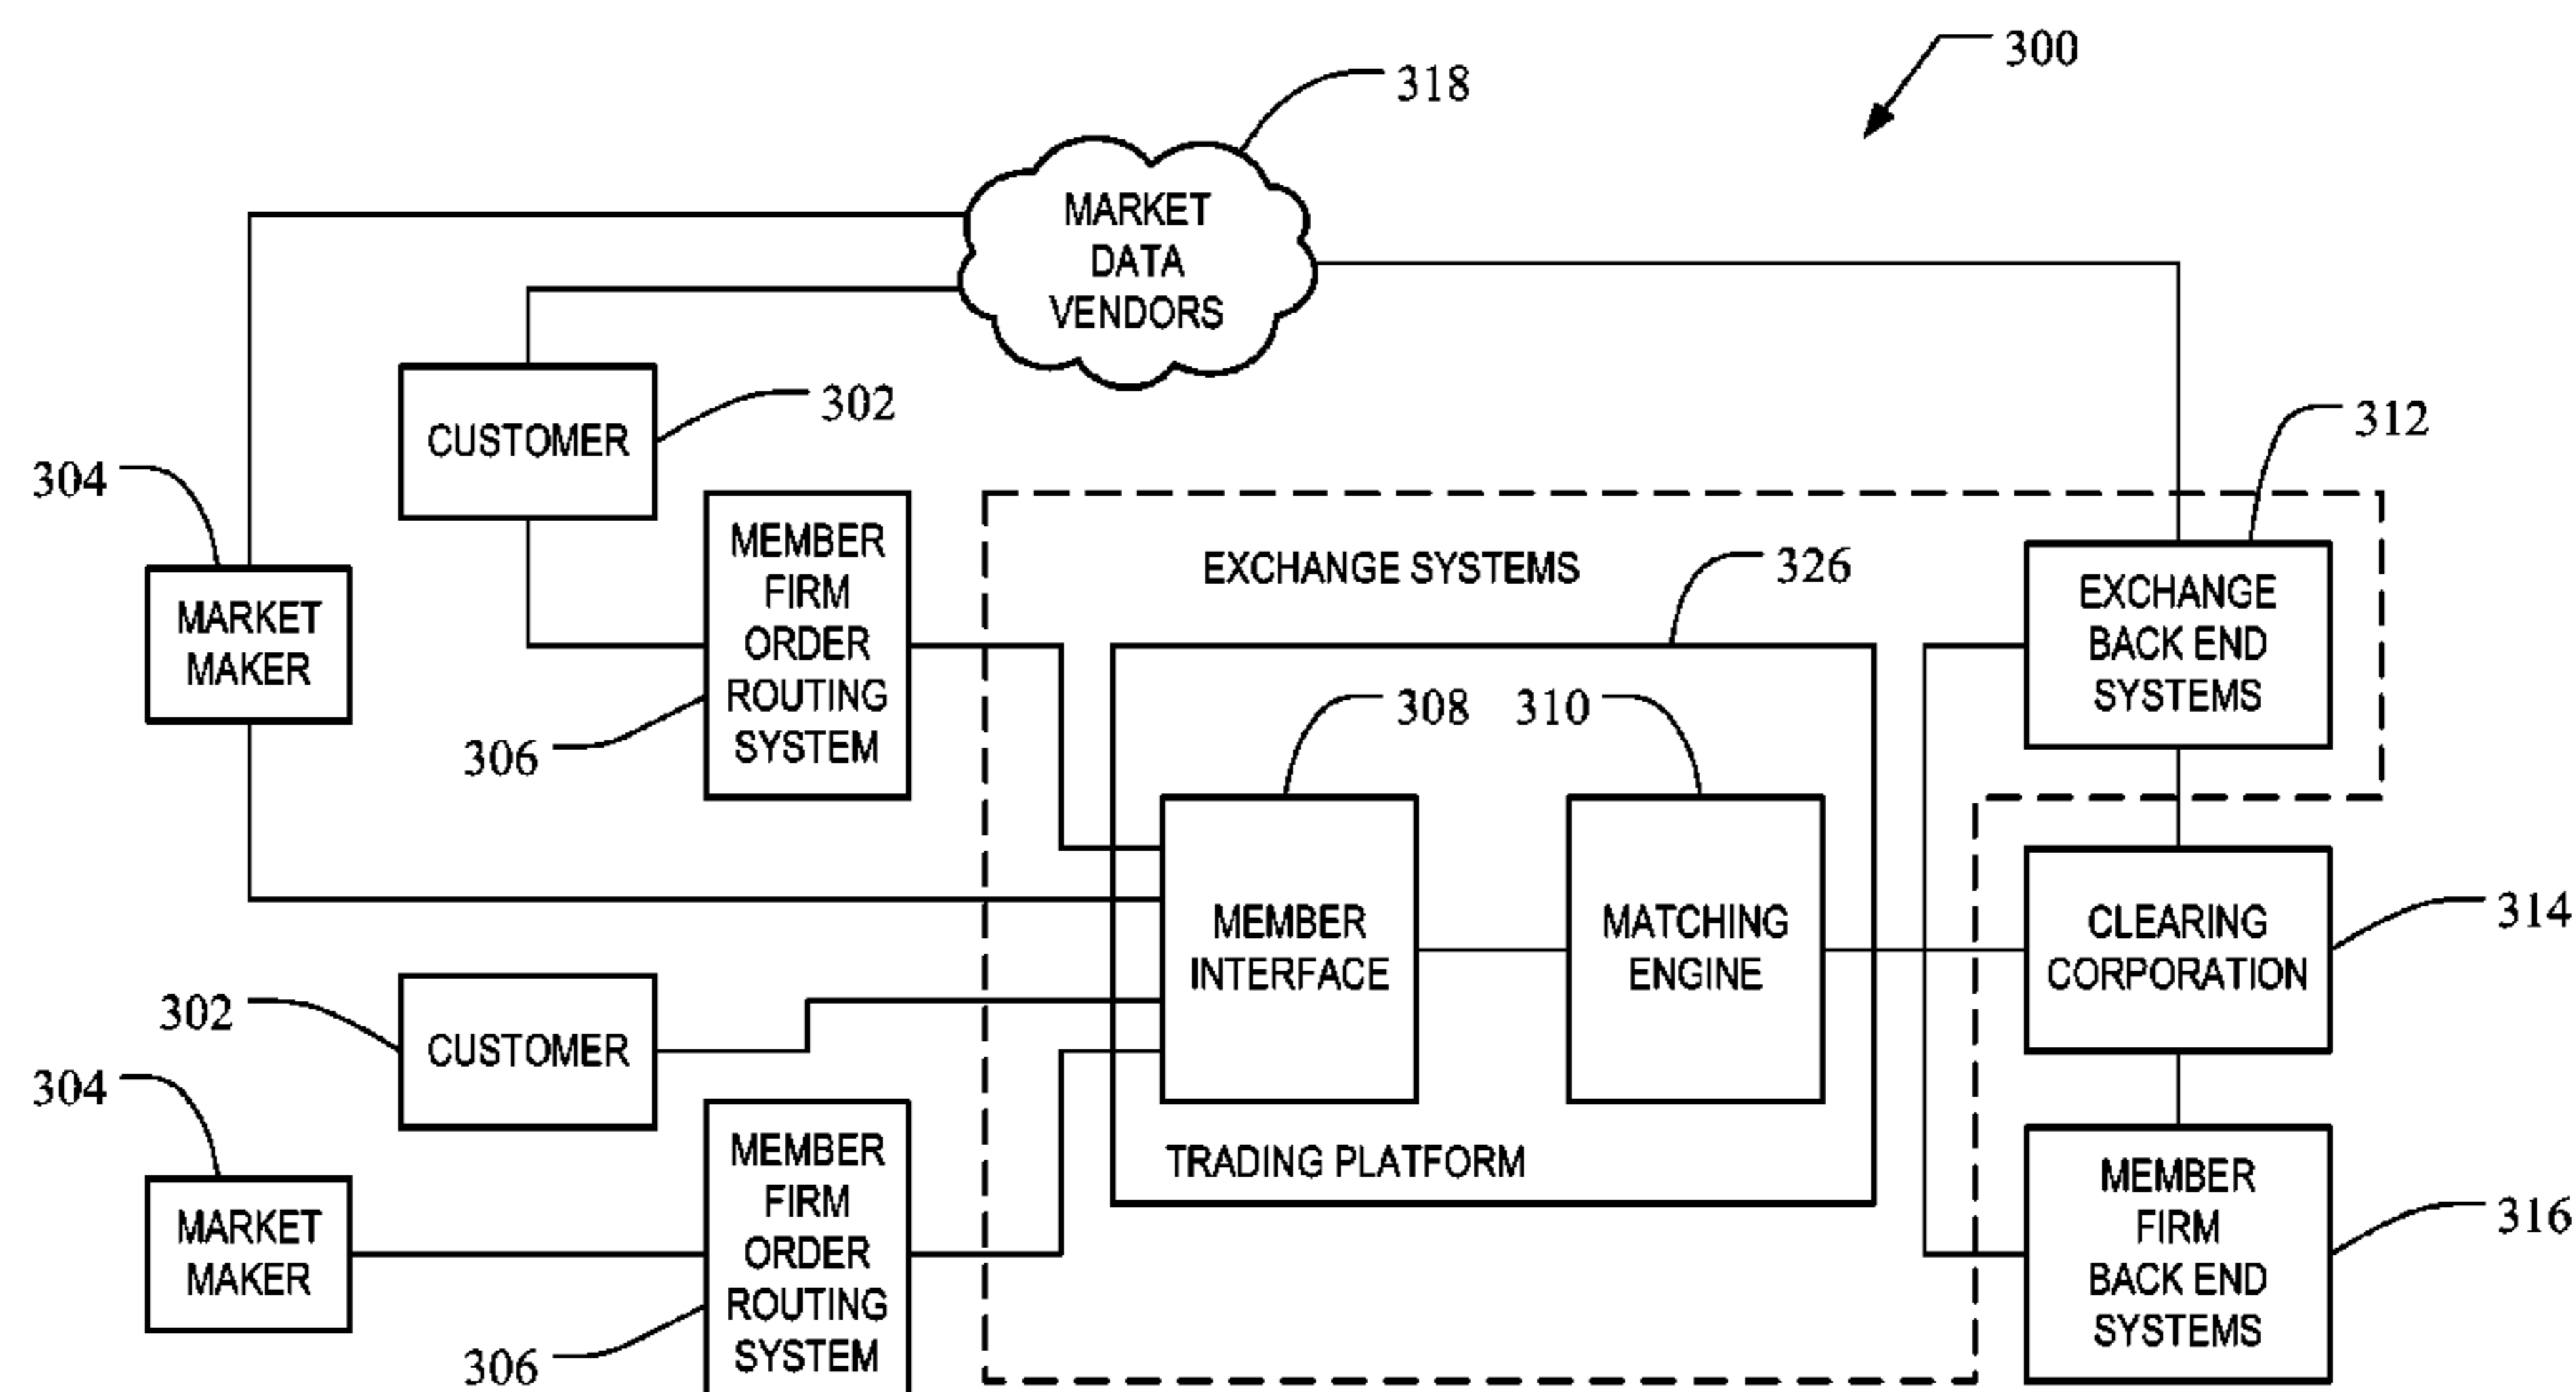 300
318
MARKET
DATA
VENDORS
302
CUSTOMER
312
304
MEMBER
FIRM
ORDER
ROUTING
SYSTEM
EXCHANGE SYSTEMS
326
EXCHANGE
BACK END
SYSTEMS
MARKET
MAKER
306
308
310
MEMBER
INTERFACE
MATCHING
ENGINE
CLEARING
CORPORATION
314
302
CUSTOMER
304
MARKET
MAKER
MEMBER
FIRM
ORDER
ROUTING
SYSTEM
306
TRADING PLATFORM
MEMBER
FIRM
BACK END
SYSTEMS
316